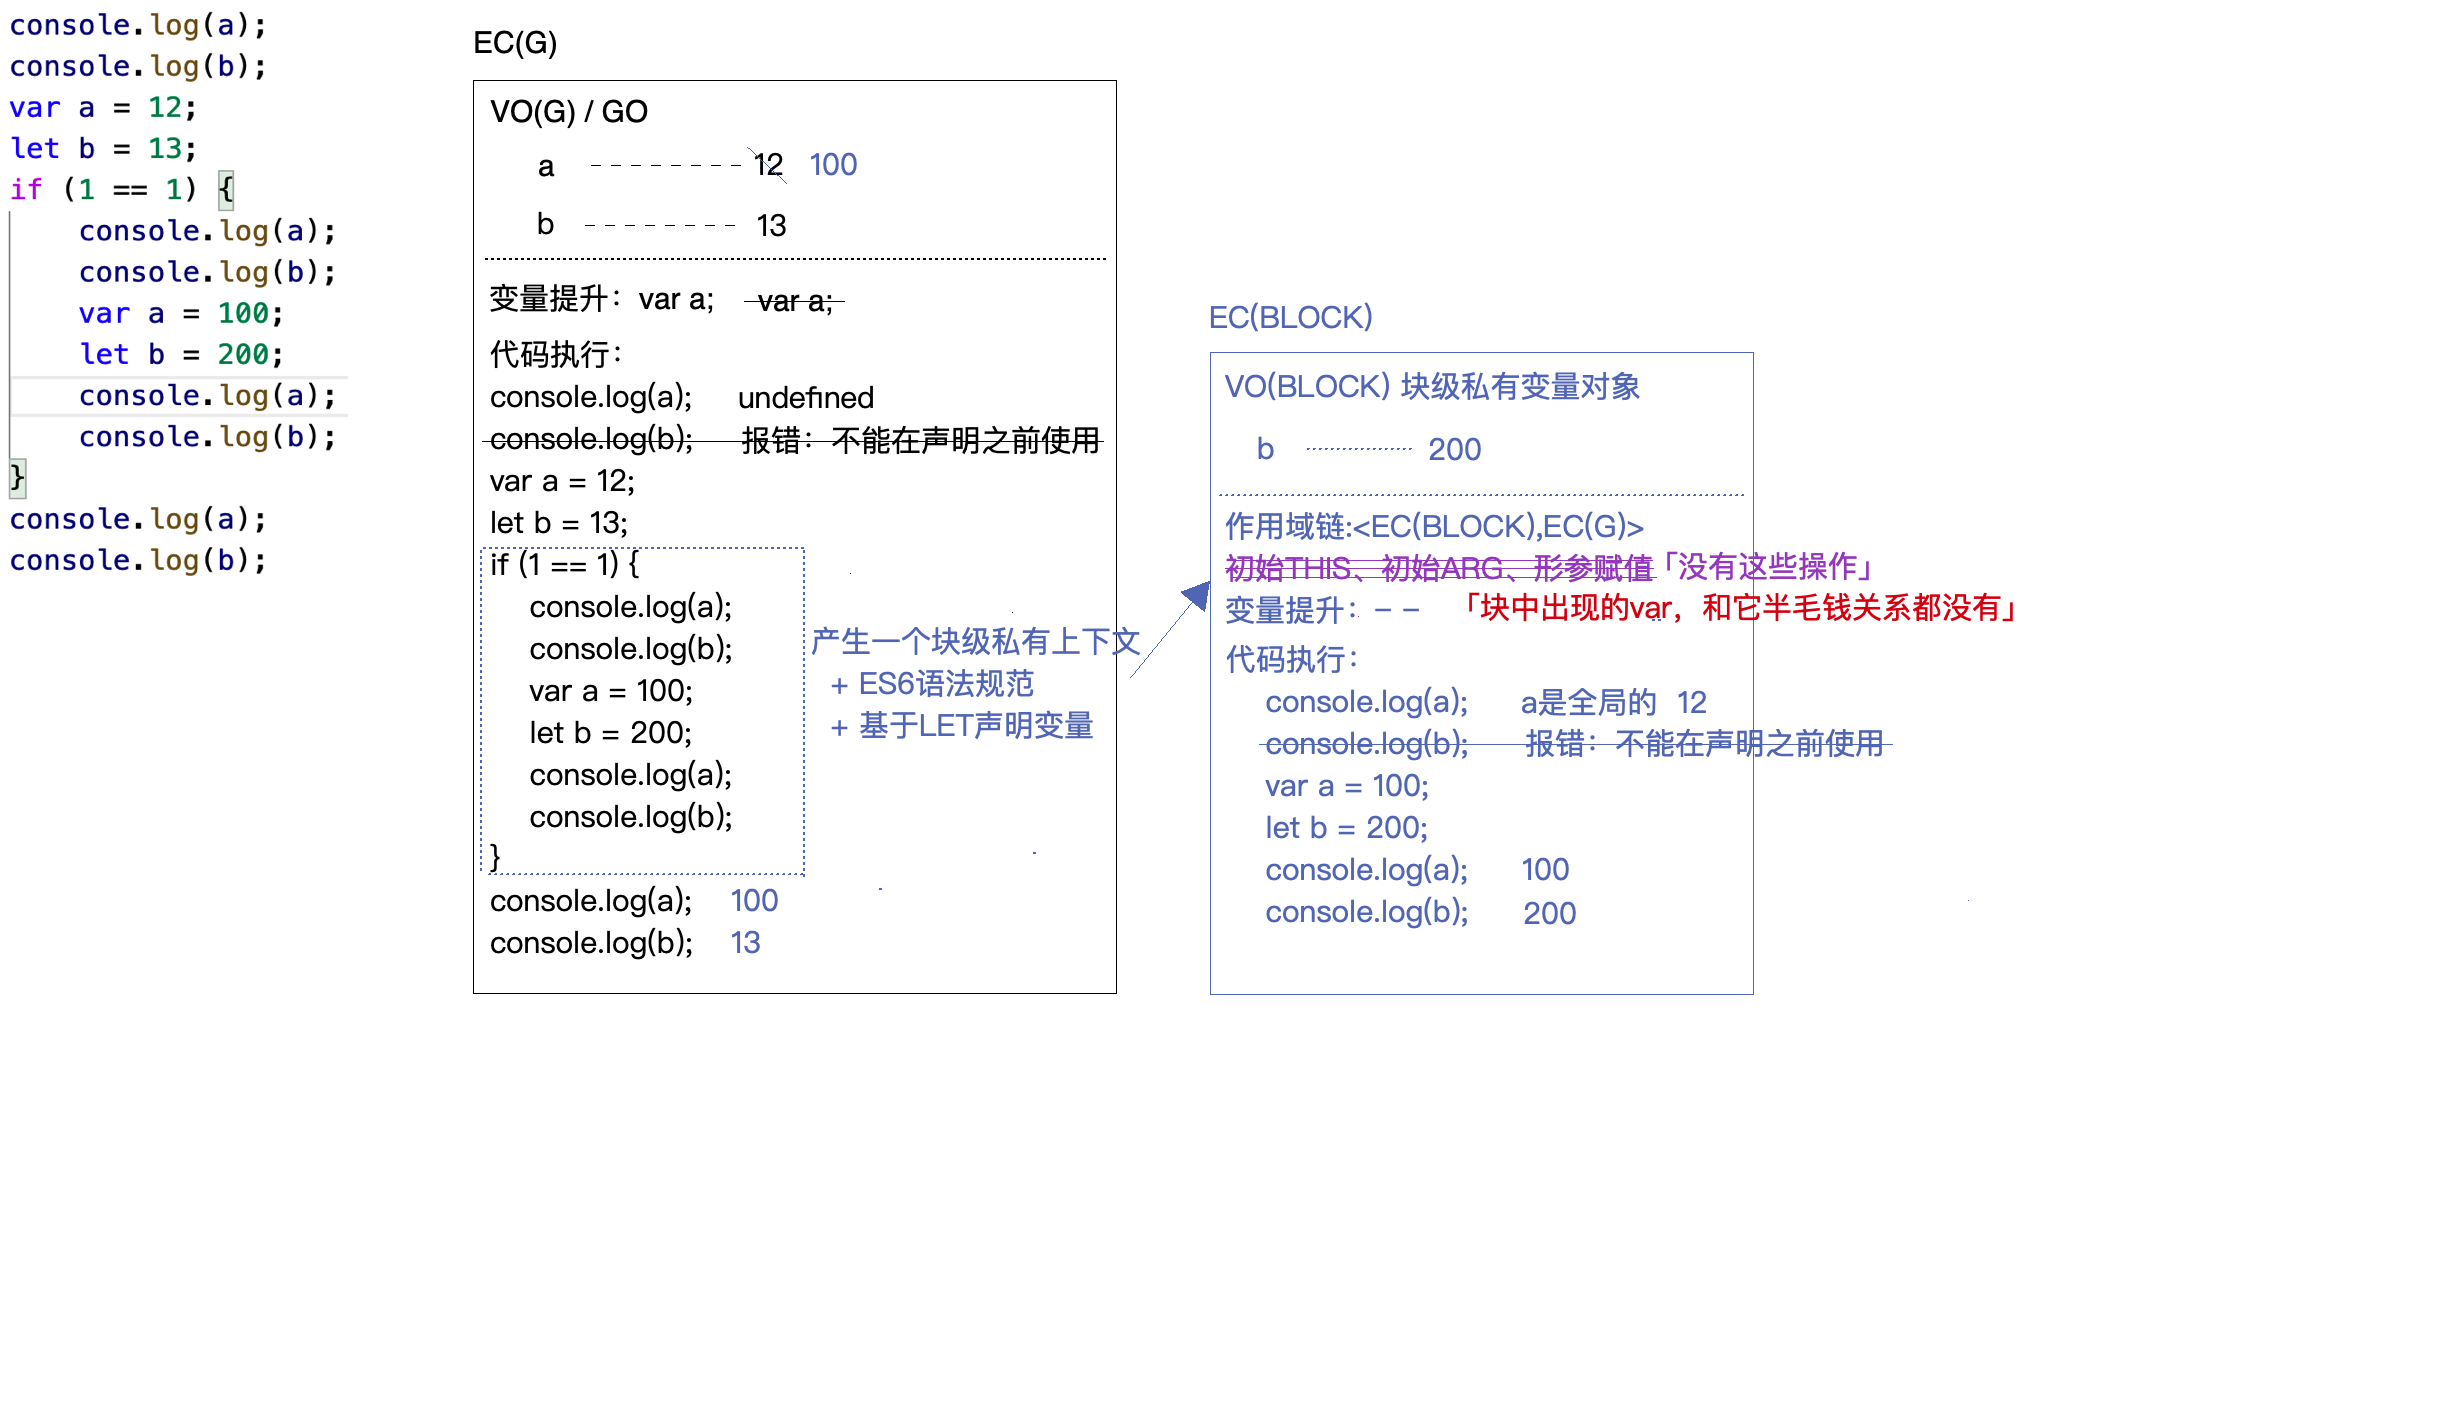 console.log(a);
console.log(b);
var a = 12;
let b = 13;
if (1 == 1) {
    console.log(a);
    console.log(b);
    var a = 100;
    let b = 200;
    console.log(a);
    console.log(b);
}
console.log(a);
console.log(b);
EC(G)
VO(G) / GO
a 12 100
b 13
变量提升：var a; var a;
代码执行：
console.log(a); undefined
console.log(b); 报错：不能在声明之前使用
var a = 12;
let b = 13;
if (1 == 1) {
    console.log(a);
    console.log(b);
    var a = 100;
    let b = 200;
    console.log(a);
    console.log(b);
}
console.log(a); 100
console.log(b); 13
产生一个块级私有上下文
+ ES6语法规范
+ 基于LET声明变量
EC(BLOCK)
VO(BLOCK) 块级私有变量对象
b 200
作用域链:<EC(BLOCK),EC(G)>
初始THIS、初始ARG、形参赋值「没有这些操作」
变量提升：－－ 「块中出现的var，和它半毛钱关系都没有」
代码执行：
console.log(a); a是全局的 12
console.log(b); 报错：不能在声明之前使用
var a = 100;
let b = 200;
console.log(a); 100
console.log(b); 200